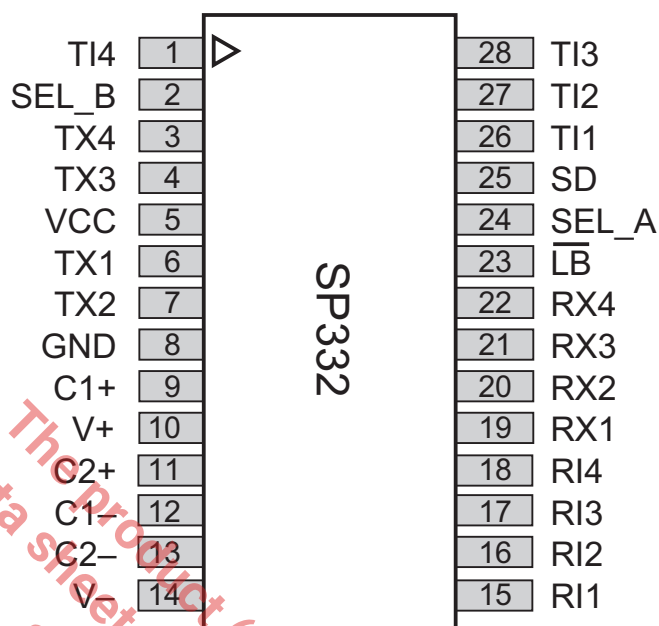 TI4 1 28 TI3
SEL_B 2 27 TI2
TX4 3 26 TI1
TX3 4 25 SD
VCC 5 24 SEL_A
TX1 6 23 L̅B̅
TX2 7 22 RX4
GND 8 21 RX3
C1+ 9 20 RX2
V+ 10 19 RX1
C2+ 11 18 RI4
C1– 12 17 RI3
C2– 13 16 RI2
V– 14 15 RI1
SP332
The product (
ta sheet